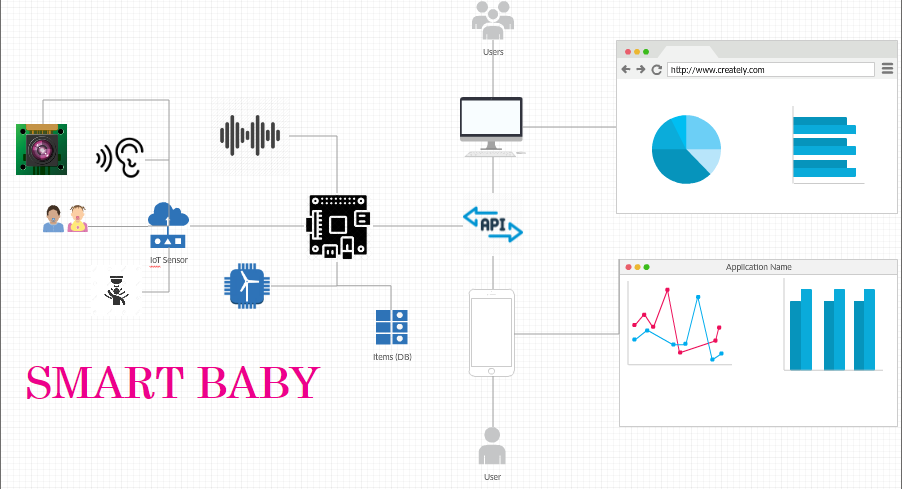 Users
http://www.creately.com
API
IoT Sensor
Application Name
Items (DB)
SMART BABY
User